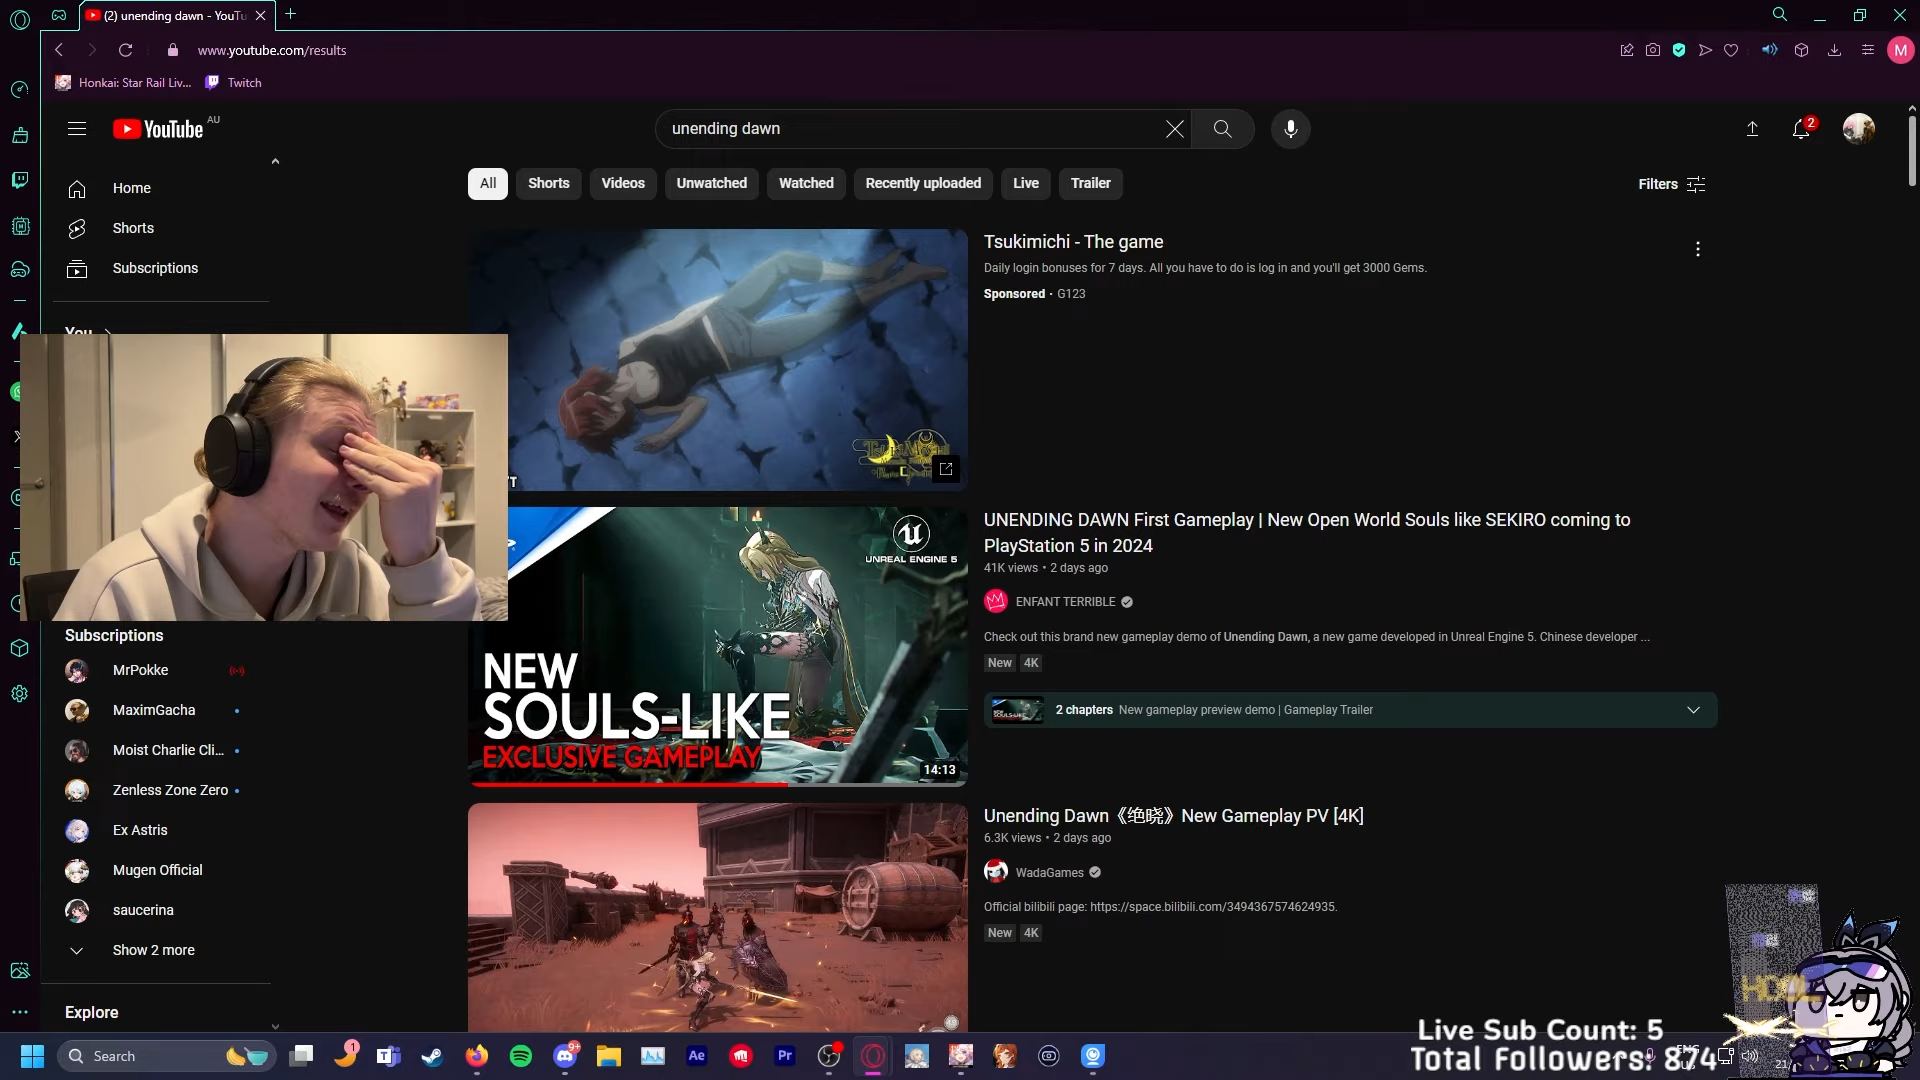 (2) unending dawn - YouTu
www.youtube.com/results
M
Honkai: Star Rail Liv...
Twitch
YouTube AU
unending dawn
2
All
Shorts
Videos
Unwatched
Watched
Recently uploaded
Live
Trailer
Filters
Home
Shorts
Subscriptions
You
Tsukimichi - The game
Daily login bonuses for 7 days. All you have to do is log in and you'll get 3000 Gems.
Sponsored · G123
UNREAL ENGINE 5
NEW
SOULS-LIKE
EXCLUSIVE GAMEPLAY
14:13
UNENDING DAWN First Gameplay | New Open World Souls like SEKIRO coming to
PlayStation 5 in 2024
41K views • 2 days ago
ENFANT TERRIBLE
Check out this brand new gameplay demo of Unending Dawn, a new game developed in Unreal Engine 5. Chinese developer ...
New 4K
2 chapters New gameplay preview demo | Gameplay Trailer
Unending Dawn《绝晓》New Gameplay PV [4K]
6.3K views • 2 days ago
WadaGames
Official bilibili page: https://space.bilibili.com/3494367574624935.
New 4K
Subscriptions
MrPokke
MaximGacha
Moist Charlie Cli...
Zenless Zone Zero
Ex Astris
Mugen Official
saucerina
Show 2 more
Explore
Live Sub Count: 5
Total Followers: 874
Search
1
9+
Ae
Pr
ENG